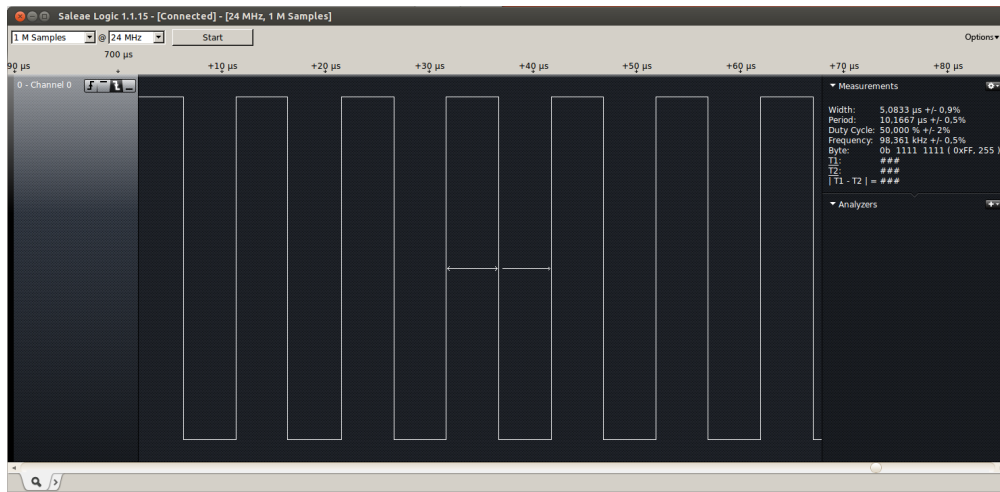 Saleae Logic 1.1.15 - [Connected] - [24 MHz, 1 M Samples]
1 M Samples @ 24 MHz Start Options
700 µs
90 µs +10 µs +20 µs +30 µs +40 µs +50 µs +60 µs +70 µs +80 µs
0 - Channel 0
Measurements
Width: 5,0833 µs +/- 0,9%
Period: 10,1667 µs +/- 0,5%
Duty Cycle: 50,000 % +/- 2%
Frequency: 98,361 kHz +/- 0,5%
Byte: 0b 1111 1111 ( 0xFF, 255 )
T1: ###
T2: ###
| T1 - T2 | = ###
Analyzers